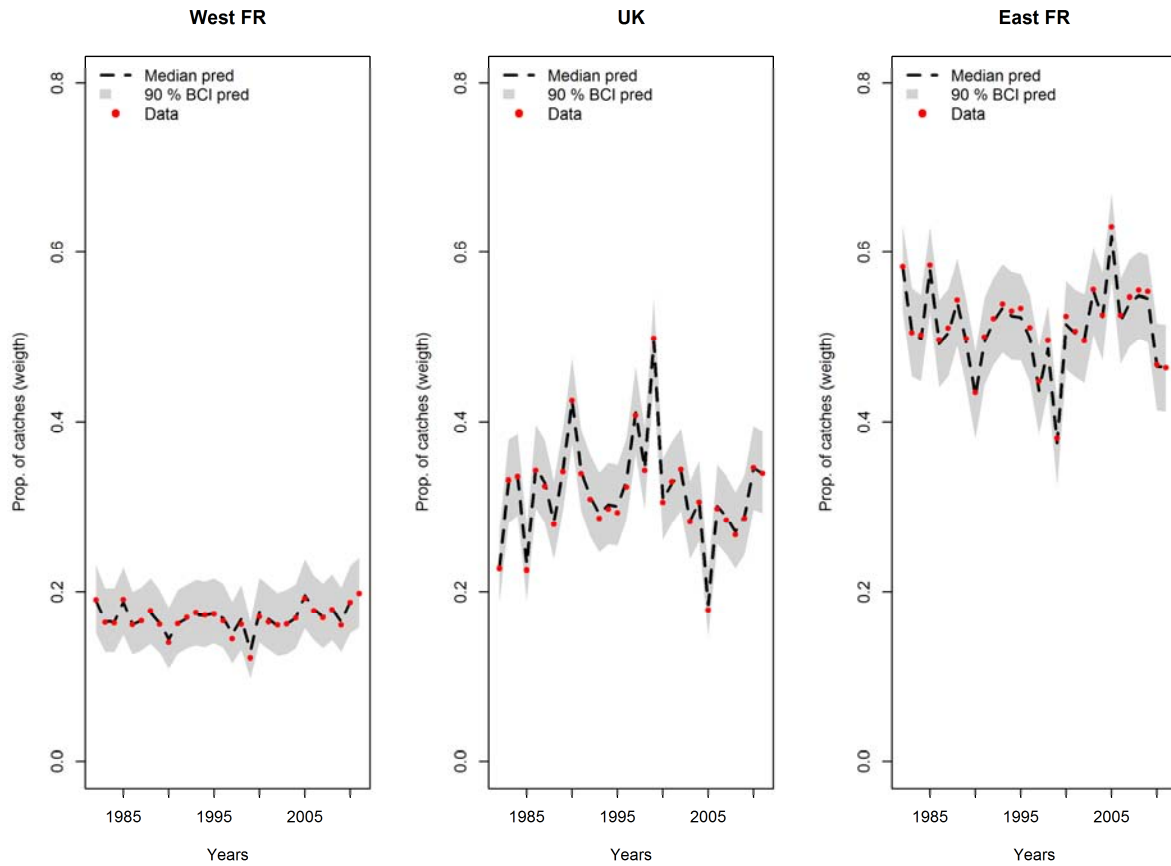 West FR
UK
East FR
Median pred
90 % BCI pred
Data
Median pred
90 % BCI pred
Data
Median pred
90 % BCI pred
Data
Prop. of catches (weigth)
0.8
0.6
0.4
0.2
0.0
Prop. of catches (weigth)
0.8
0.6
0.4
0.2
0.0
Prop. of catches (weigth)
0.8
0.6
0.4
0.2
0.0
1985 1995 2005
1985 1995 2005
1985 1995 2005
Years
Years
Years